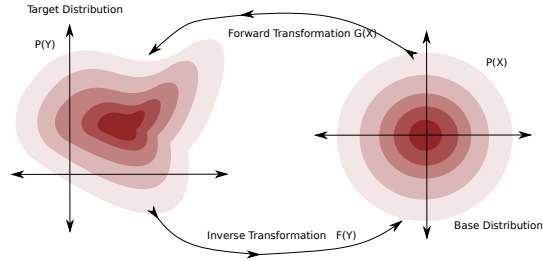 Target Distribution
P(Y)
Forward Transformation G(X)
P(X)
Inverse Transformation F(Y)
Base Distribution